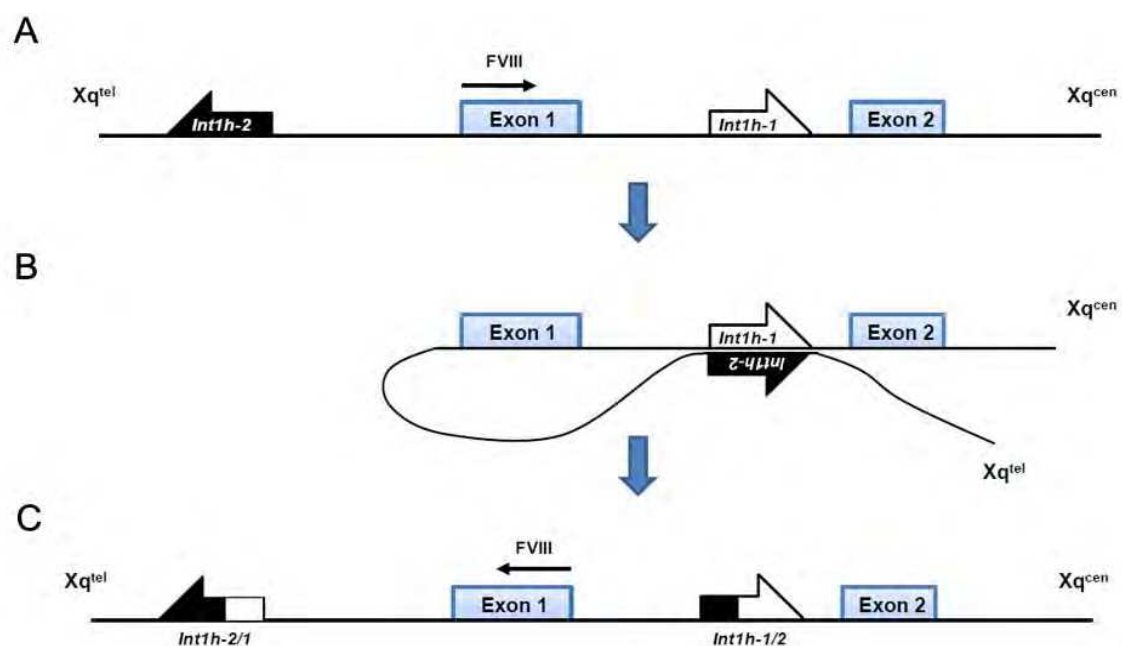 A
FVIII
Xqtel
Xqcen
Int1h-2
Exon 1
Int1h-1
Exon 2
B
Xqcen
Exon 1
Int1h-1
Exon 2
Int1h-2
Xqtel
C
FVIII
Xqtel
Xqcen
Exon 1
Exon 2
Int1h-2/1
Int1h-1/2